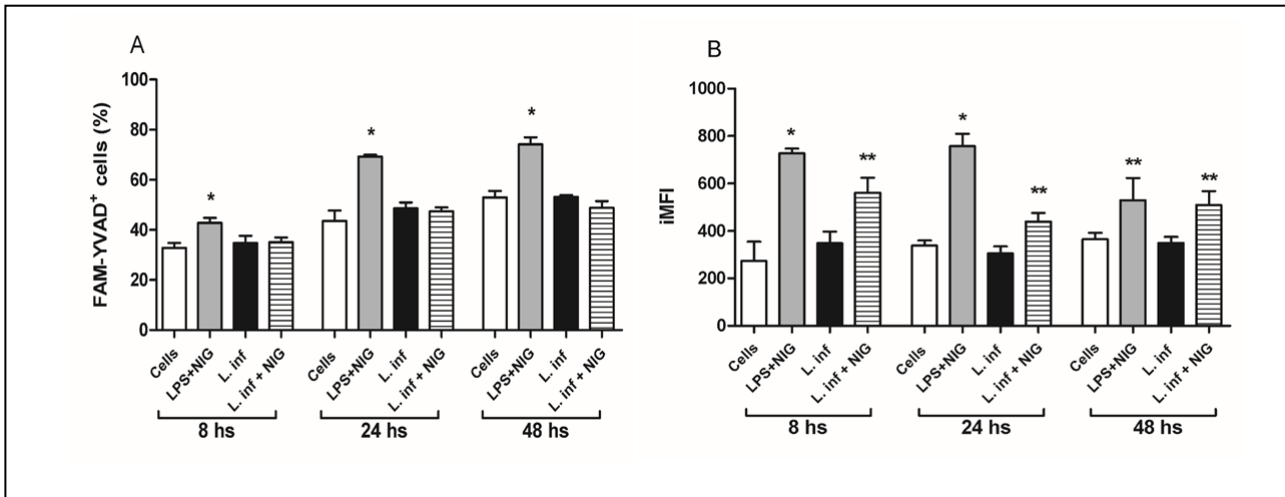 A
FAM-YVAD+ cells (%)
100
80
60
40
20
0
*
*
*
Cells
LPS+NIG
L. inf
L. inf + NIG
Cells
LPS+NIG
L. inf
L. inf + NIG
Cells
LPS+NIG
L. inf
L. inf + NIG
8 hs
24 hs
48 hs
B
iMFI
1000
800
600
400
200
0
*
**
*
**
**
**
Cells
LPS+NIG
L. inf
L. inf + NIG
Cells
LPS+NIG
L. inf
L. inf + NIG
Cells
LPS+NIG
L. inf
L. inf + NIG
8 hs
24 hs
48 hs